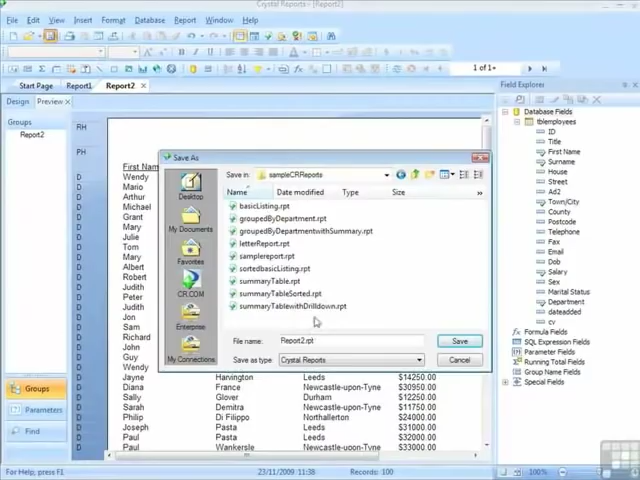 Crystal Reports - [Report2]
File Edit View Insert Format Database Report Window Help
1 of 1+
Start Page Report1 Report2
Design Preview
Groups
Report2
RH
PH
First Nam
D Wendy
D Mario
D Arthur
D Michael
D Grant
D Mary
D Julie
D Tom
D Mary
D Albert
D Robert
D Judith
D Peter
D Judith
D John
D Guy
D Wendy
D Jayne Harvington Leeds $14250.00
D Diana France Newcastle-upon-Tyne $30950.00
D Sally Glover Durham $12250.00
D Sarah Demitra Newcastle-upon-Tyne $11750.00
D Philip Di Filippo Northallerton $24000.00
D Joseph Pasta Leeds $31000.00
D Paul Pasta Leeds $32000.00
D Paul Wankersle Newcastle-upon-Tyne $33000.00
Groups
Parameters
Find
Save As
Save in: sampleCRReports
Name Date modified Type Size
Desktop
My Documents
Favorites
CR.COM
Enterprise
My Connections
basicListing.rpt
groupedByDepartment.rpt
groupedByDepartmentwithSummary.rpt
letterReport.rpt
samplereport.rpt
sortedbasicListing.rpt
summaryTable.rpt
summaryTableSorted.rpt
summaryTablewithDrilldown.rpt
File name: Report2.rpt Save
Save as type: Crystal Reports Cancel
Field Explorer
Database Fields
tblemployees
ID
Title
First Name
Surname
House
Street
Ad2
Town/City
County
Postcode
Telephone
Fax
Email
Dob
Salary
Sex
Marital Status
Department
dateadded
cv
Formula Fields
SQL Expression Fields
Parameter Fields
Running Total Fields
Group Name Fields
Special Fields
For Help, press F1 23/11/2009 11:38 Records: 100 100%